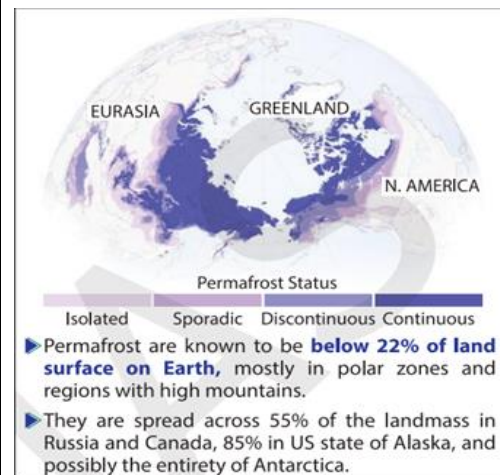 EURASIA
GREENLAND
N. AMERICA
Permafrost Status
Isolated Sporadic Discontinuous Continuous
Permafrost are known to be below 22% of land
surface on Earth, mostly in polar zones and
regions with high mountains.
They are spread across 55% of the landmass in
Russia and Canada, 85% in US state of Alaska, and
possibly the entirety of Antarctica.